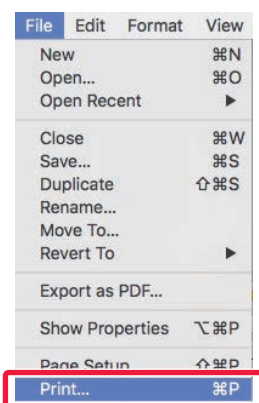 File Edit Format View
New ⌘N
Open... ⌘O
Open Recent ▶
Close ⌘W
Save... ⌘S
Duplicate ⇧⌘S
Rename...
Move To...
Revert To ▶
Export as PDF...
Show Properties ⌥⌘P
Page Setup ⇧⌘P
Print... ⌘P